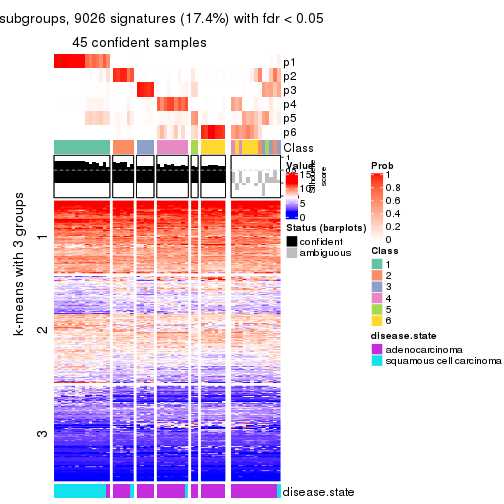 subgroups, 9026 signatures (17.4%) with fdr < 0.05
45 confident samples
p1
p2
p3
p4
p5
p6
Class
1
silhouette
score
k-means with 3 groups
1
2
3
disease.state
Value
15
10
5
0
Status (barplots)
confident
ambiguous
Prob
1
0.8
0.6
0.4
0.2
0
Class
1
2
3
4
5
6
disease.state
adenocarcinoma
squamous cell carcinoma